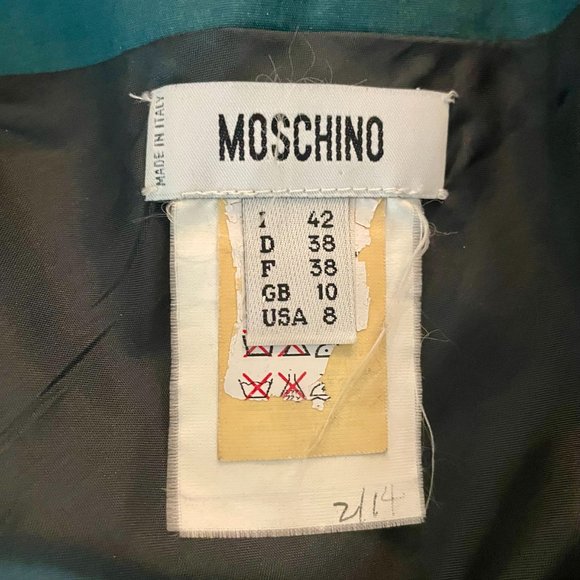 MOSCHINO
MADE IN ITALY
I 42
D 38
F 38
GB 10
USA 8
2/14